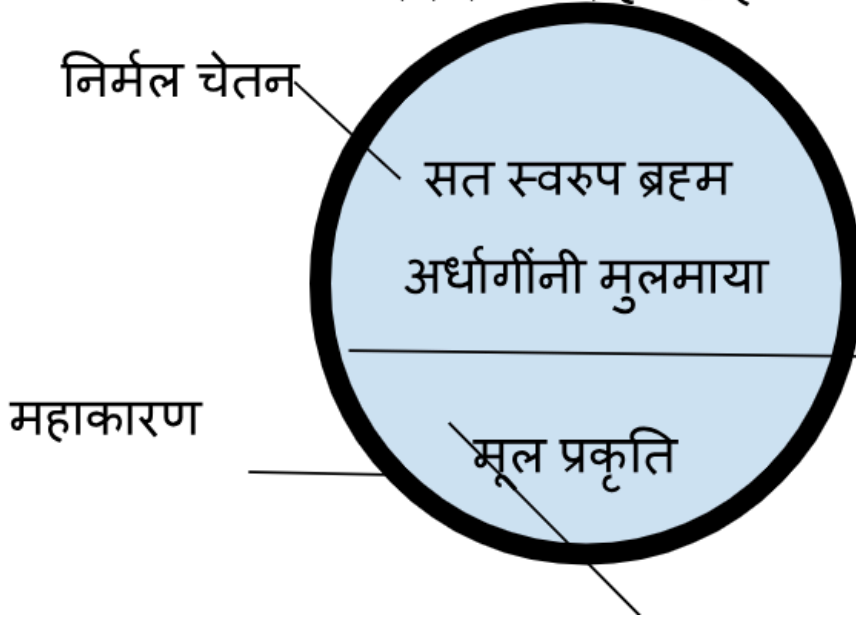 निर्मल चेतन
सत स्वरुप ब्रह्म
अर्धागींनी मुलमाया
महाकारण
मूल प्रकृति